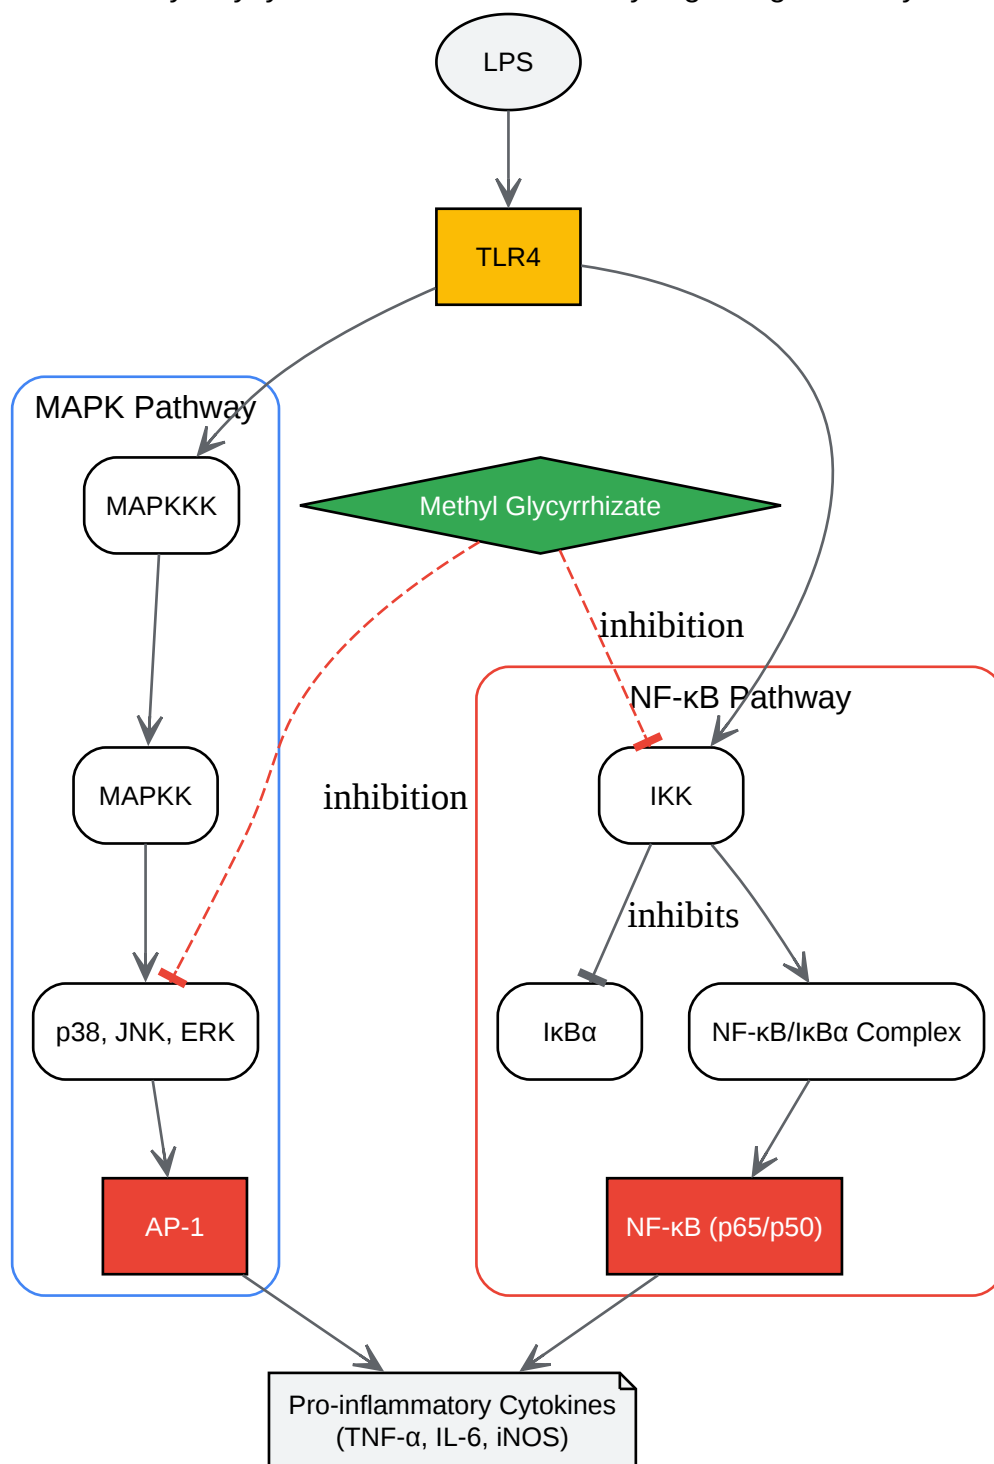 LPS
TLR4
MAPK Pathway
MAPKKK
Methyl Glycyrrhizate
inhibition
NF-κB Pathway
MAPKK
inhibition
IKK
inhibits
p38, JNK, ERK
IκBα
NF-κB/IκBα Complex
AP-1
NF-κB (p65/p50)
Pro-inflammatory Cytokines
(TNF-α, IL-6, iNOS)